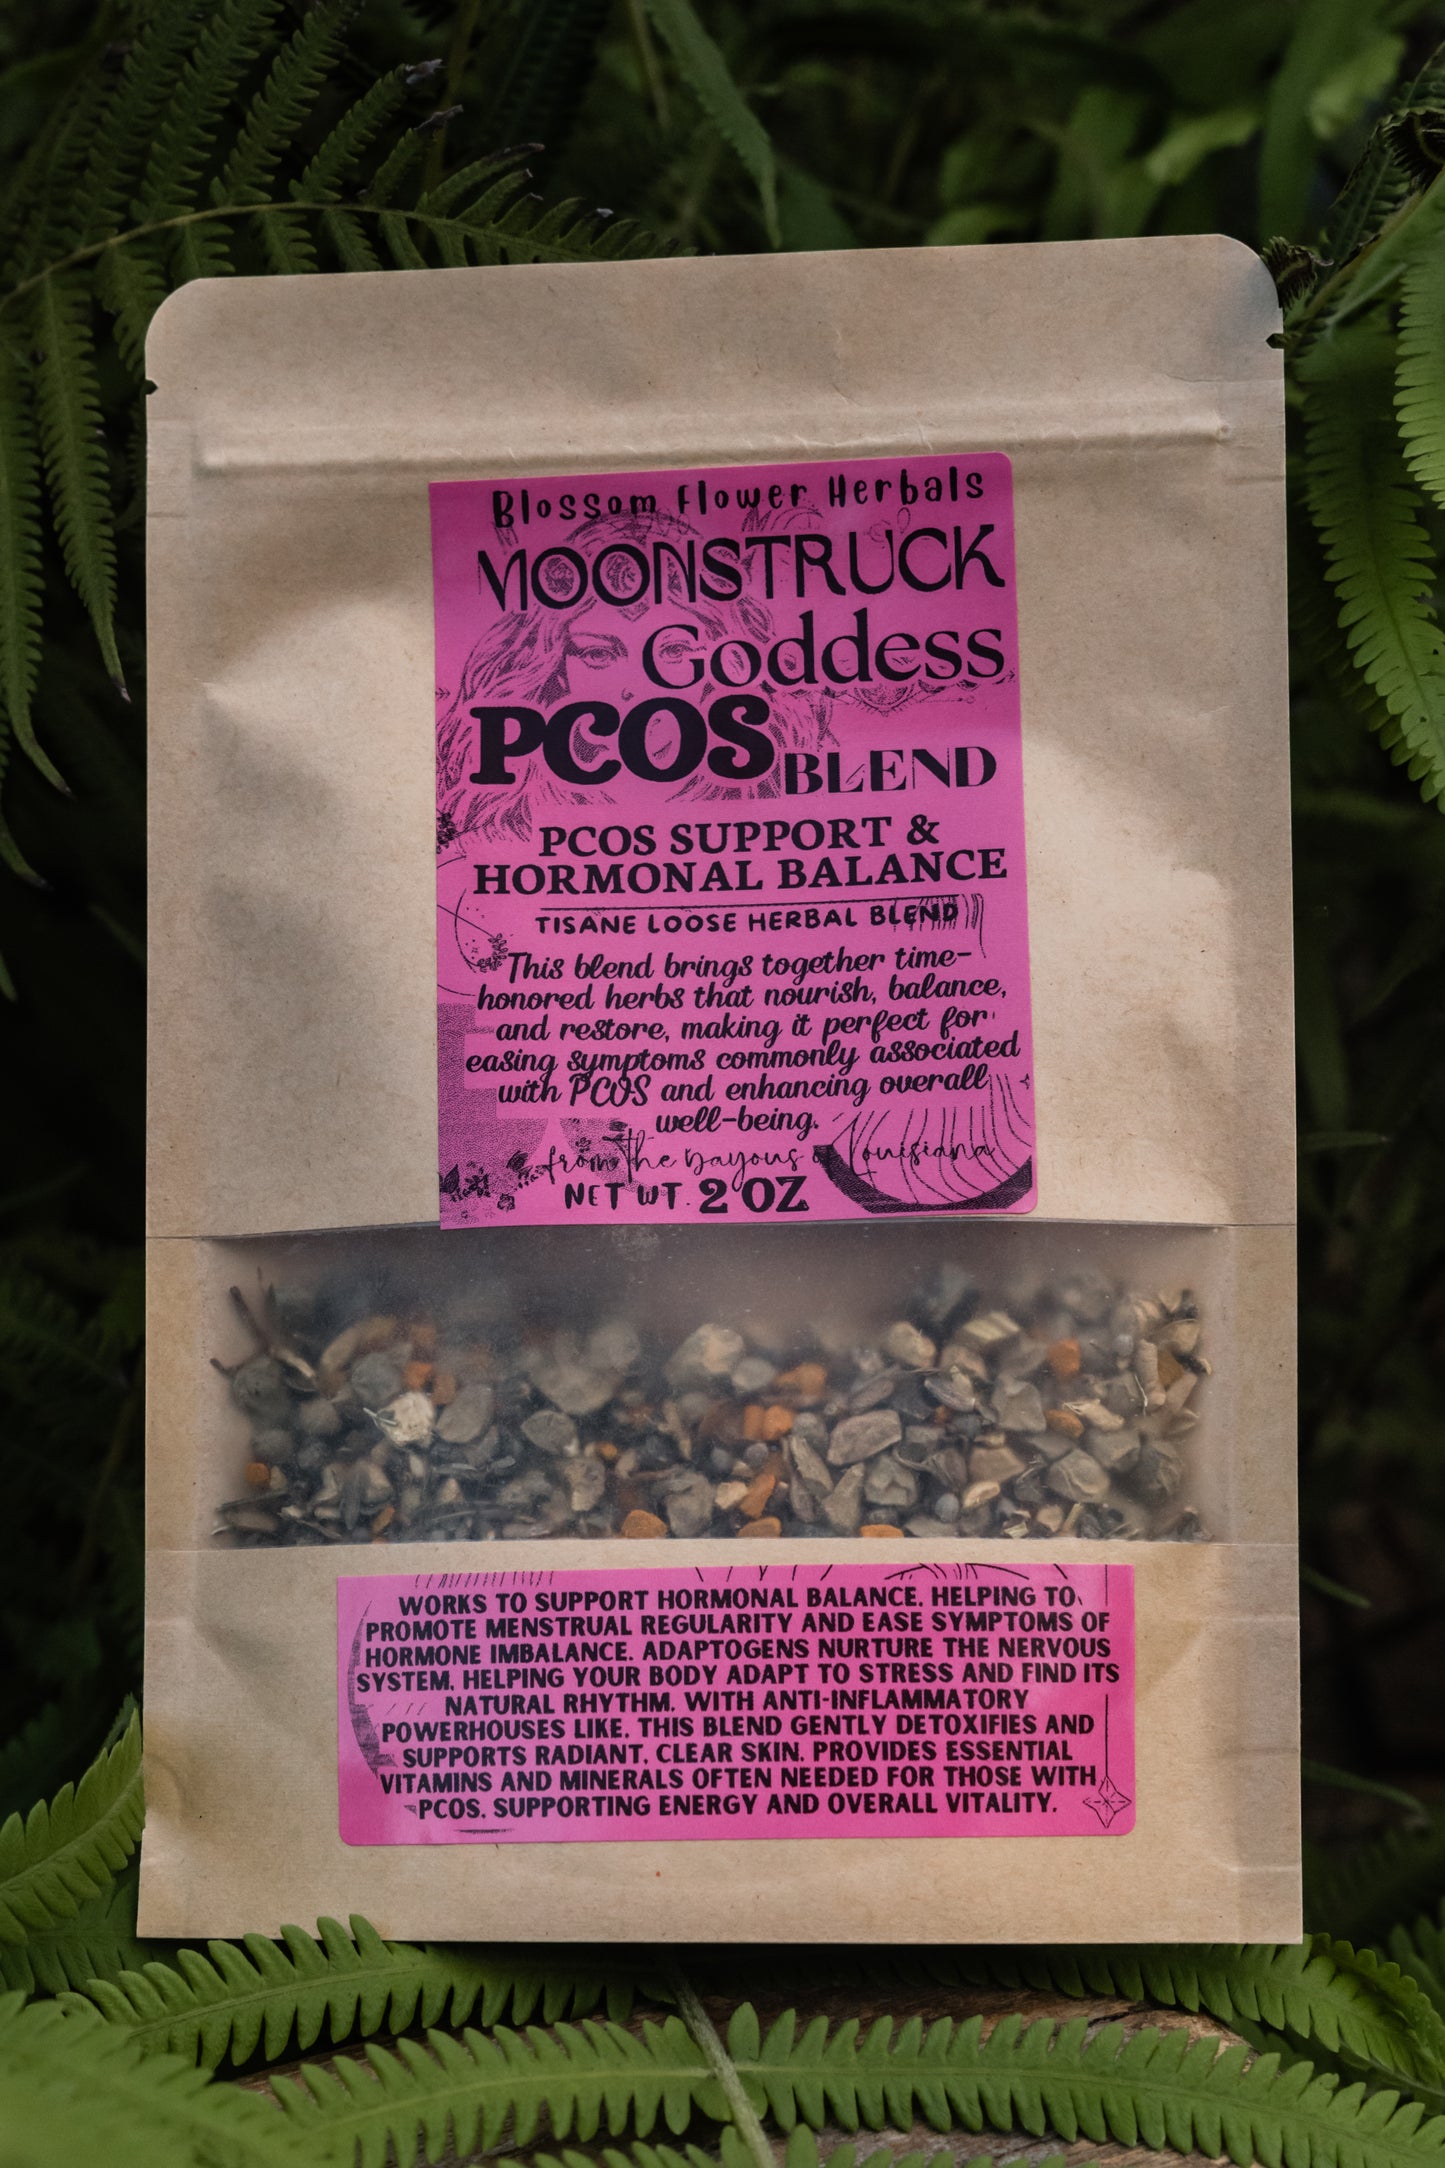 Blossom Flower Herbals
MOONSTRUCK
Goddess
PCOS BLEND
PCOS SUPPORT &
HORMONAL BALANCE
TISANE LOOSE HERBAL BLEND
This blend brings together time-
honored herbs that nourish, balance,
and restore, making it perfect for
easing symptoms commonly associated
with PCOS and enhancing overall
well-being.
from the bayous of Louisiana
NET WT. 2 OZ
WORKS TO SUPPORT HORMONAL BALANCE. HELPING TO
PROMOTE MENSTRUAL REGULARITY AND EASE SYMPTOMS OF
HORMONE IMBALANCE. ADAPTOGENS NURTURE THE NERVOUS
SYSTEM, HELPING YOUR BODY ADAPT TO STRESS AND FIND ITS
NATURAL RHYTHM. WITH ANTI-INFLAMMATORY
POWERHOUSES LIKE, THIS BLEND GENTLY DETOXIFIES AND
SUPPORTS RADIANT, CLEAR SKIN. PROVIDES ESSENTIAL
VITAMINS AND MINERALS OFTEN NEEDED FOR THOSE WITH
PCOS, SUPPORTING ENERGY AND OVERALL VITALITY.